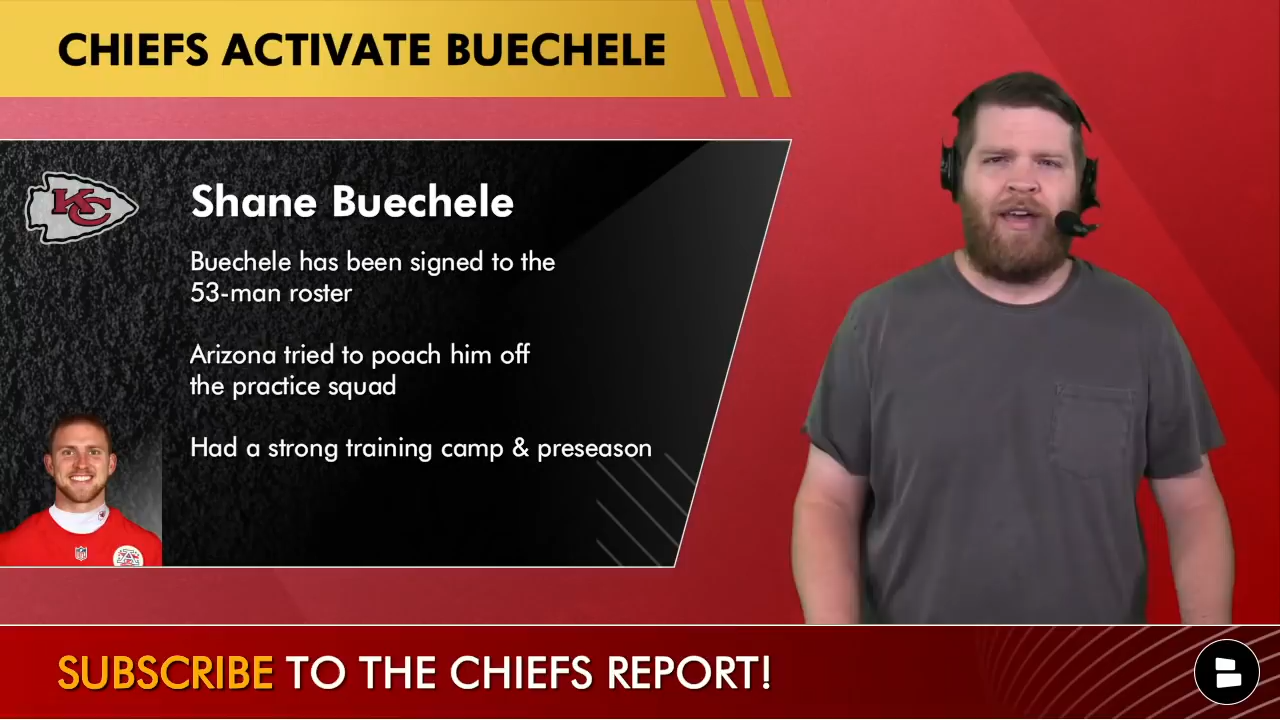 CHIEFS ACTIVATE BUECHELE
KC
Shane Buechele
Buechele has been signed to the
53-man roster
Arizona tried to poach him off
the practice squad
Had a strong training camp & preseason
SUBSCRIBE TO THE CHIEFS REPORT!